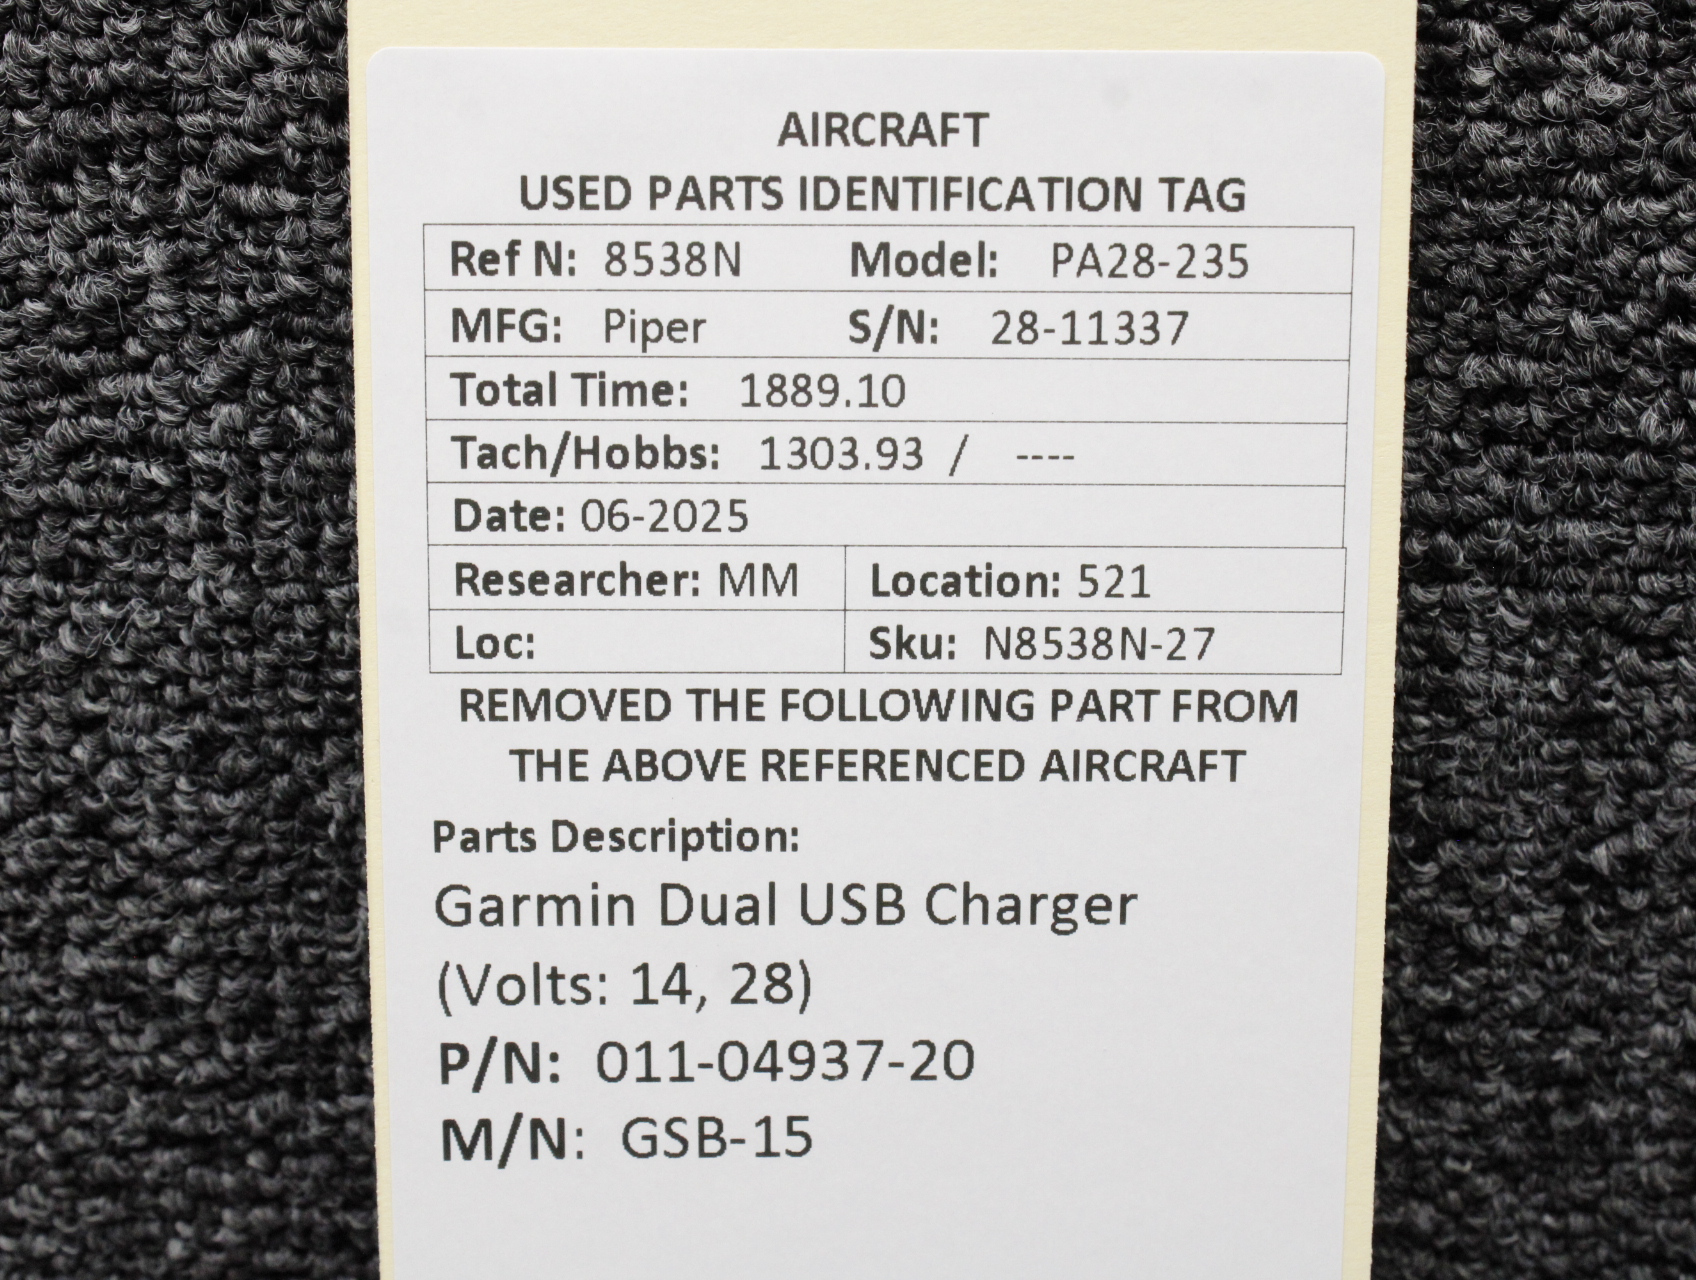 AIRCRAFT
USED PARTS IDENTIFICATION TAG
Ref N: 8538N Model: PA28-235
MFG: Piper S/N: 28-11337
Total Time: 1889.10
Tach/Hobbs: 1303.93 / ----
Date: 06-2025
Researcher: MM Location: 521
Loc: Sku: N8538N-27
REMOVED THE FOLLOWING PART FROM
THE ABOVE REFERENCED AIRCRAFT
Parts Description:
Garmin Dual USB Charger
(Volts: 14, 28)
P/N: 011-04937-20
M/N: GSB-15